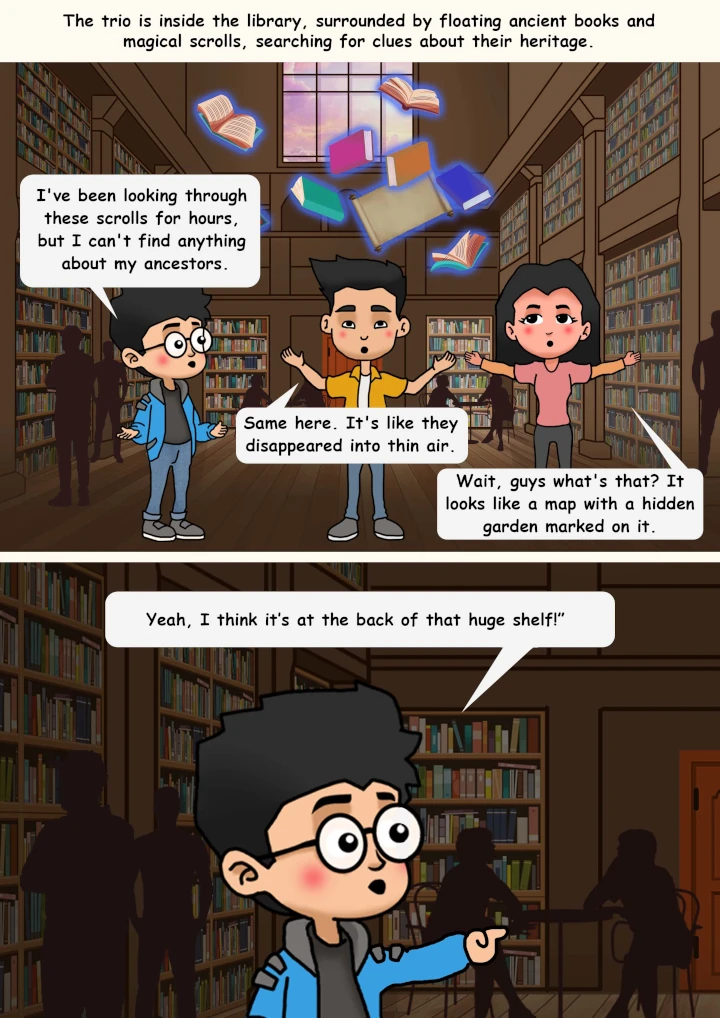 The trio is inside the library, surrounded by floating ancient books and
magical scrolls, searching for clues about their heritage.
I've been looking through
these scrolls for hours,
but I can't find anything
about my ancestors.
Same here. It's like they
disappeared into thin air.
Wait, guys what's that? It
looks like a map with a hidden
garden marked on it.
Yeah, I think it’s at the back of that huge shelf!”